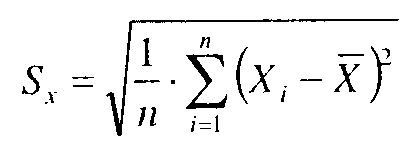 $S_x = \sqrt{\frac{1}{n} \cdot \sum_{i=1}^{n} \left( X_i - \overline{X} \right)^2}$